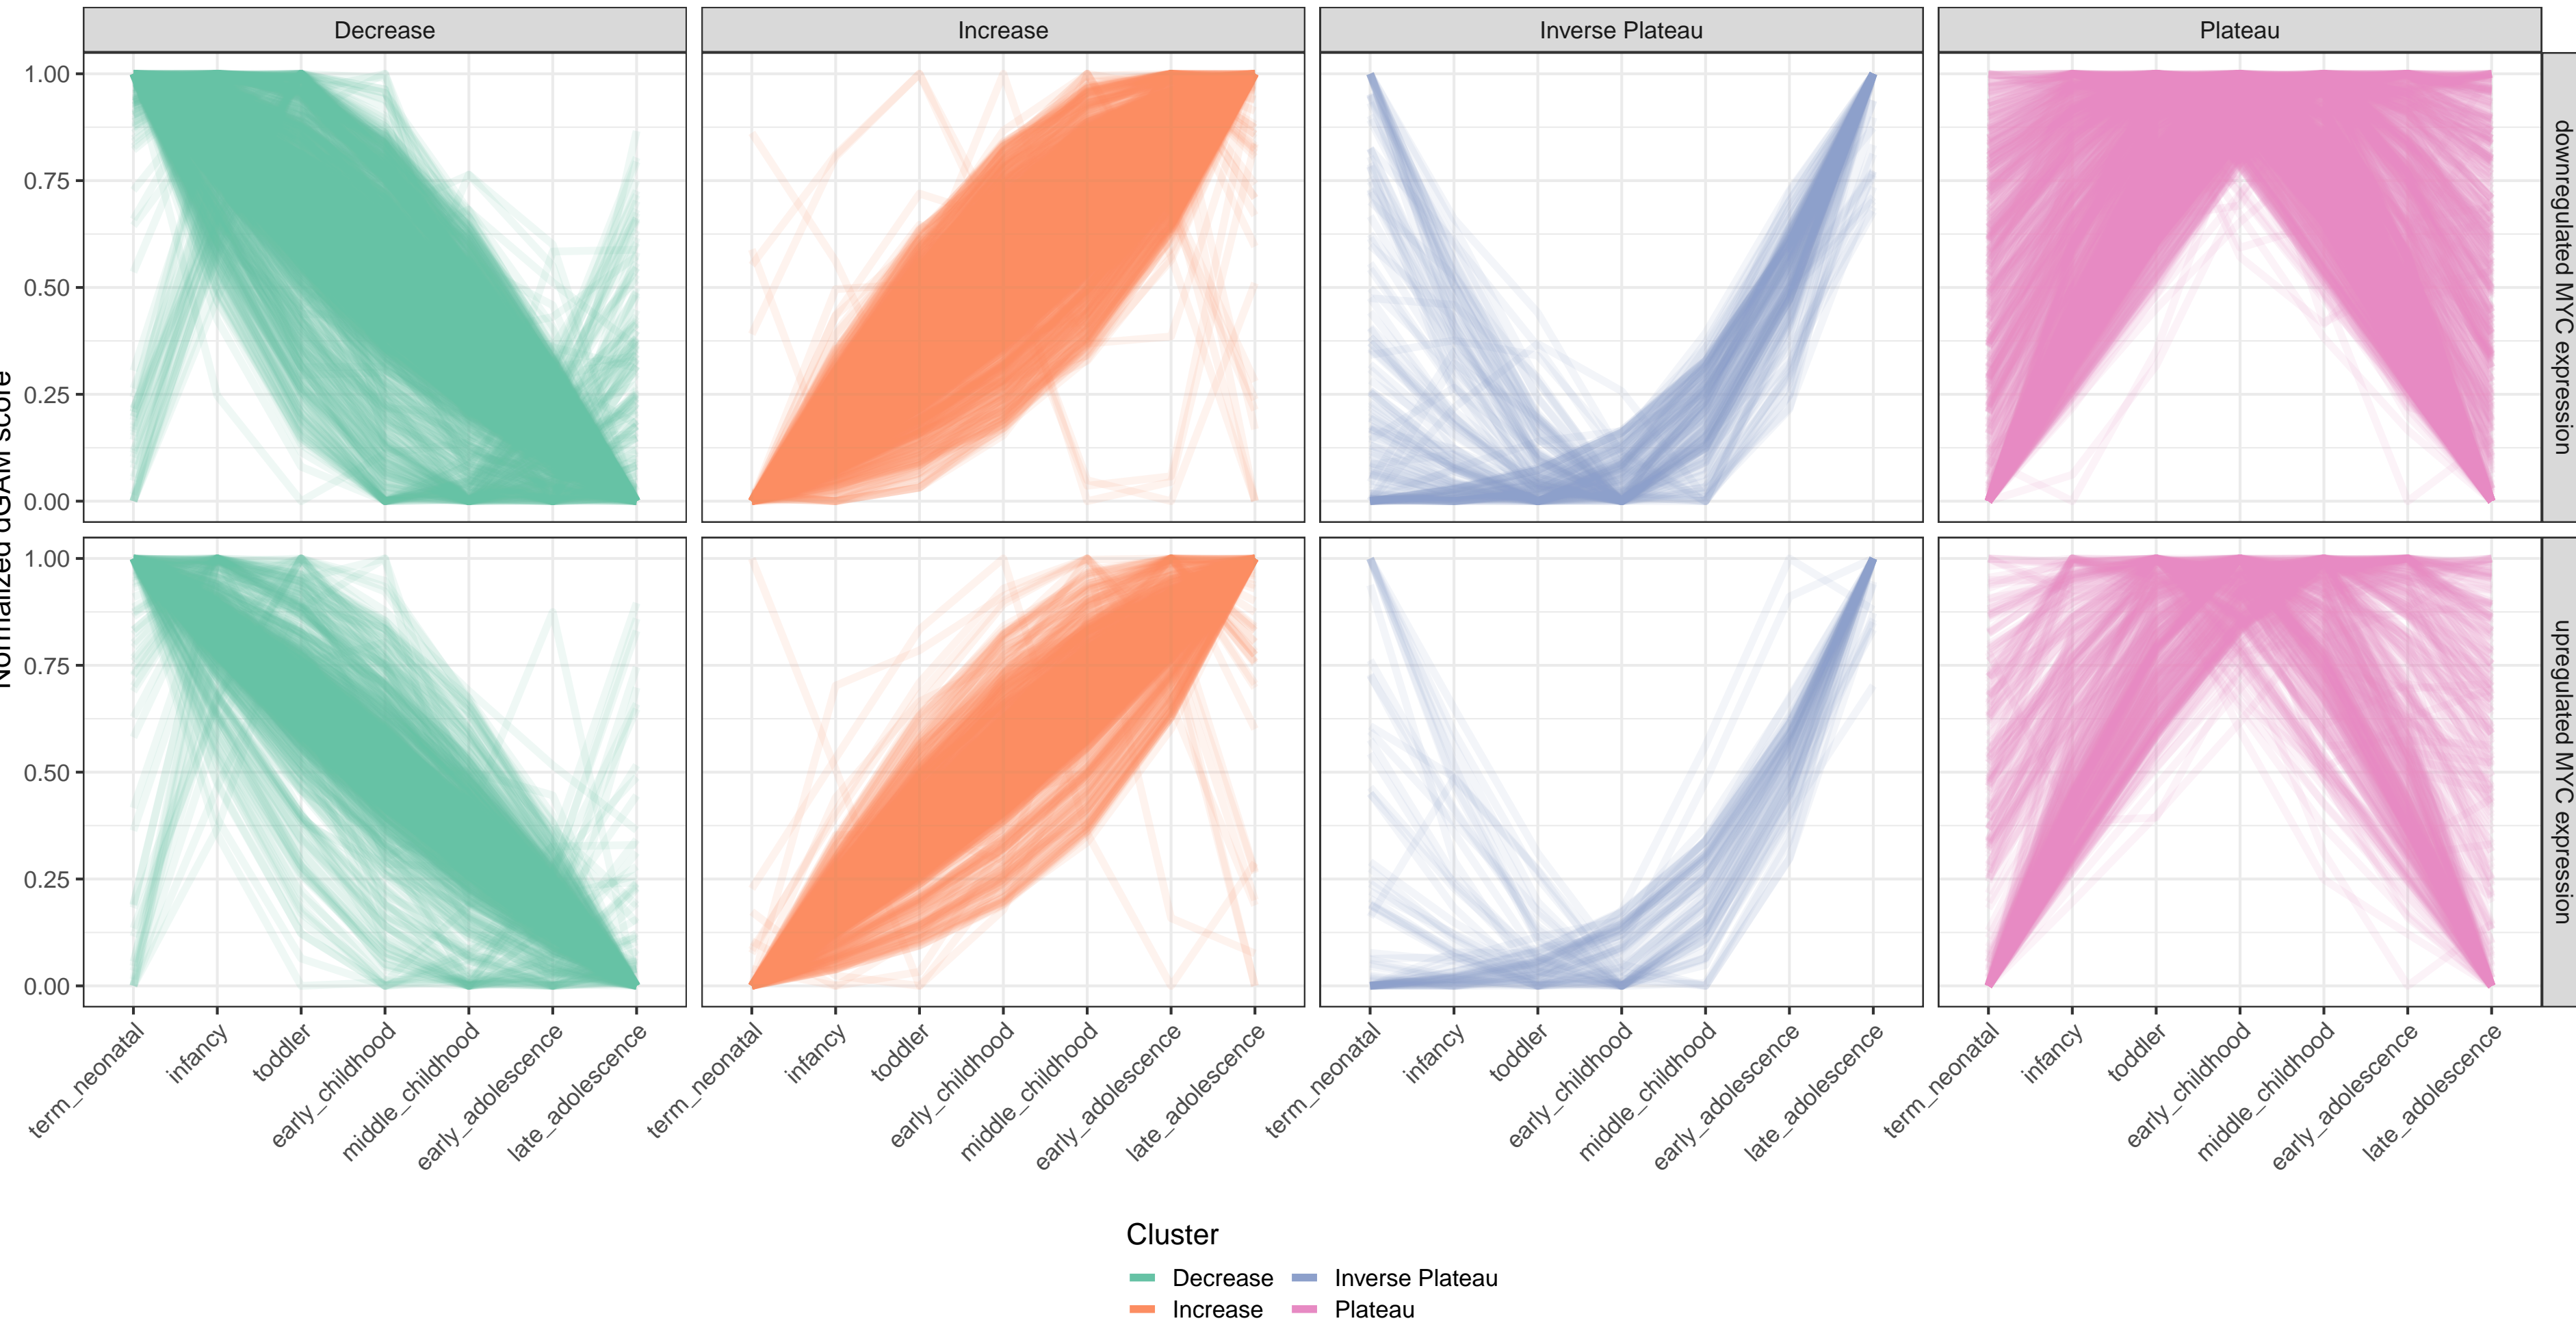 Decrease
Increase
Inverse Plateau
Plateau
Normalized dGAM score
1.00
0.75
0.50
0.25
0.00
downregulated MYC expression
1.00
0.75
0.50
0.25
0.00
upregulated MYC expression
term_neonatal
infancy
toddler
early_childhood
middle_childhood
early_adolescence
late_adolescence
term_neonatal
infancy
toddler
early_childhood
middle_childhood
early_adolescence
late_adolescence
term_neonatal
infancy
toddler
early_childhood
middle_childhood
early_adolescence
late_adolescence
term_neonatal
infancy
toddler
early_childhood
middle_childhood
early_adolescence
late_adolescence
Cluster
Decrease
Inverse Plateau
Increase
Plateau